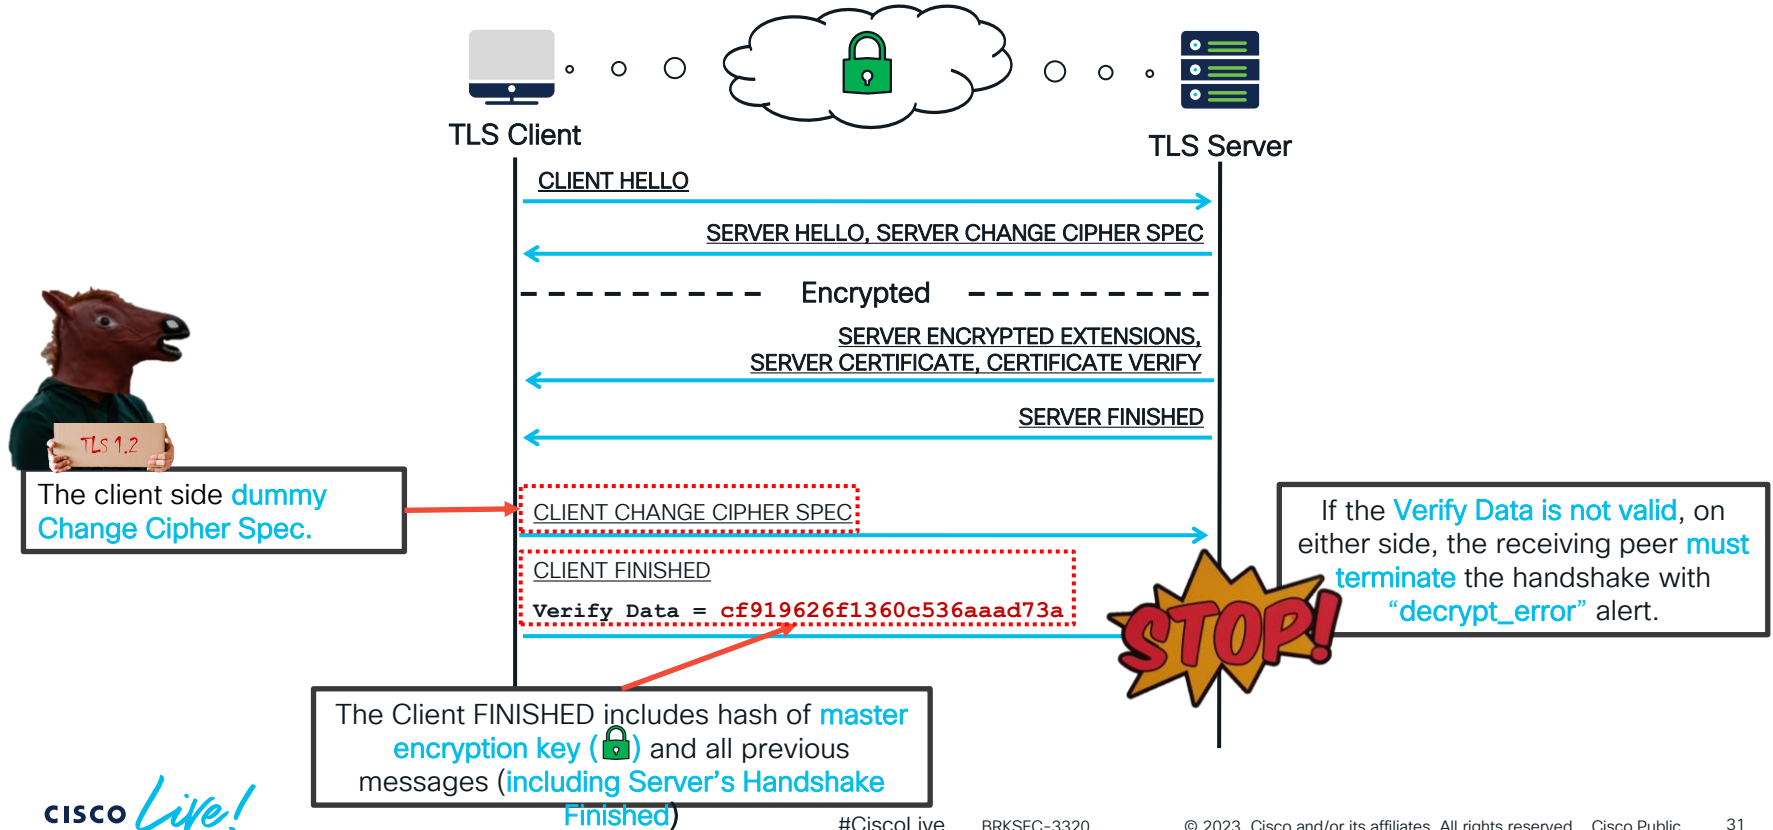 TLS Client
TLS Server
CLIENT HELLO
SERVER HELLO, SERVER CHANGE CIPHER SPEC
Encrypted
SERVER ENCRYPTED EXTENSIONS,
SERVER CERTIFICATE, CERTIFICATE VERIFY
SERVER FINISHED
TLS 1.2
The client side dummy
Change Cipher Spec.
CLIENT CHANGE CIPHER SPEC
CLIENT FINISHED
Verify Data = cf919626f1360c536aaad73a
If the Verify Data is not valid, on
either side, the receiving peer must
terminate the handshake with
“decrypt_error” alert.
STOP!
The Client FINISHED includes hash of master
encryption key () and all previous
messages (including Server’s Handshake
Finished)
CISCO Live!
#CiscoLive BRKSEC-3320 © 2023 Cisco and/or its affiliates. All rights reserved. Cisco Public 31